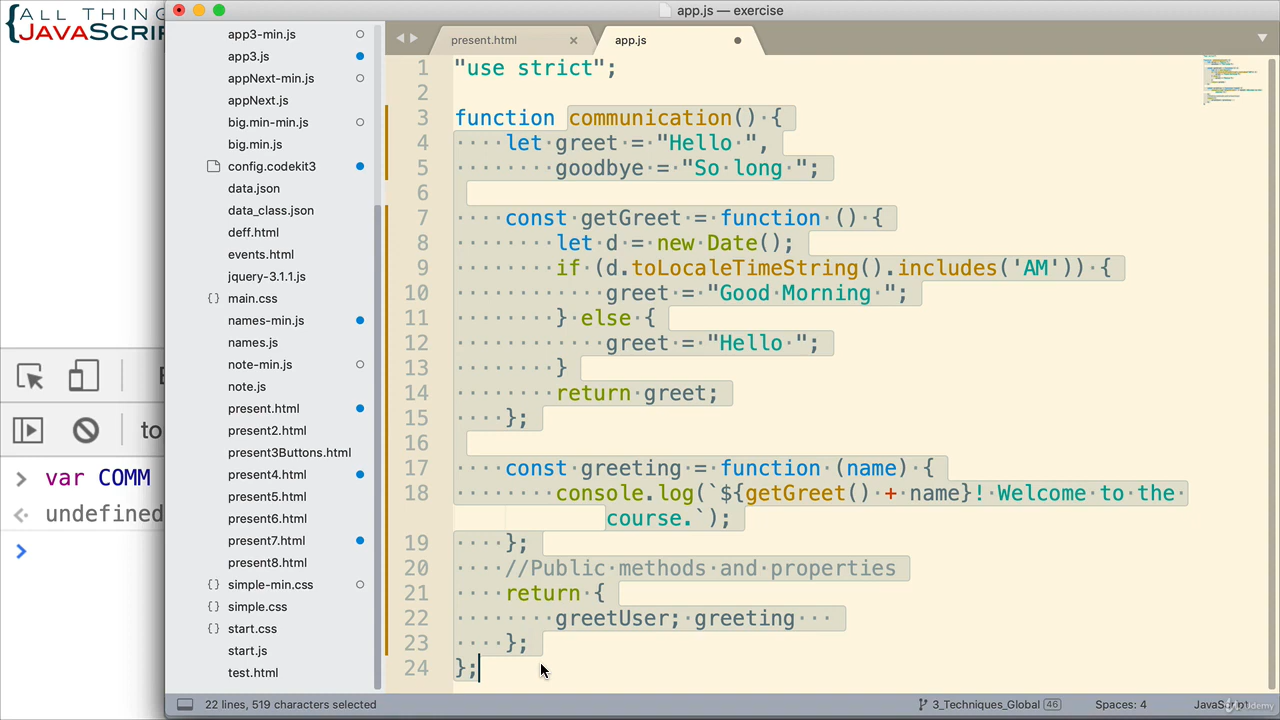 {ALL THIN
JAVASCRIP
app.js — exercise
app3-min.js
app3.js
appNext-min.js
appNext.js
big.min-min.js
big.min.js
config.codekit3
data.json
data_class.json
deff.html
events.html
jquery-3.1.1.js
main.css
names-min.js
names.js
note-min.js
note.js
present.html
present2.html
present3Buttons.html
present4.html
present5.html
present6.html
present7.html
present8.html
simple-min.css
simple.css
start.css
start.js
test.html
to
> var COMM
undefined
>
present.html ×
app.js
1 "use strict";
2
3 function communication() {
4 let greet = "Hello ",
5 goodbye = "So long ";
6
7 const getGreet = function () {
8 let d = new Date();
9 if (d.toLocaleTimeString().includes('AM')) {
10 greet = "Good Morning ";
11 } else {
12 greet = "Hello ";
13 }
14 return greet;
15 };
16
17 const greeting = function (name) {
18 console.log(`${getGreet() + name}! Welcome to the
course.`);
19 };
20 //Public methods and properties
21 return {
22 greetUser; greeting
23 };
24 };
22 lines, 519 characters selected
3_Techniques_Global 46
Spaces: 4
JavaScript
Udemy